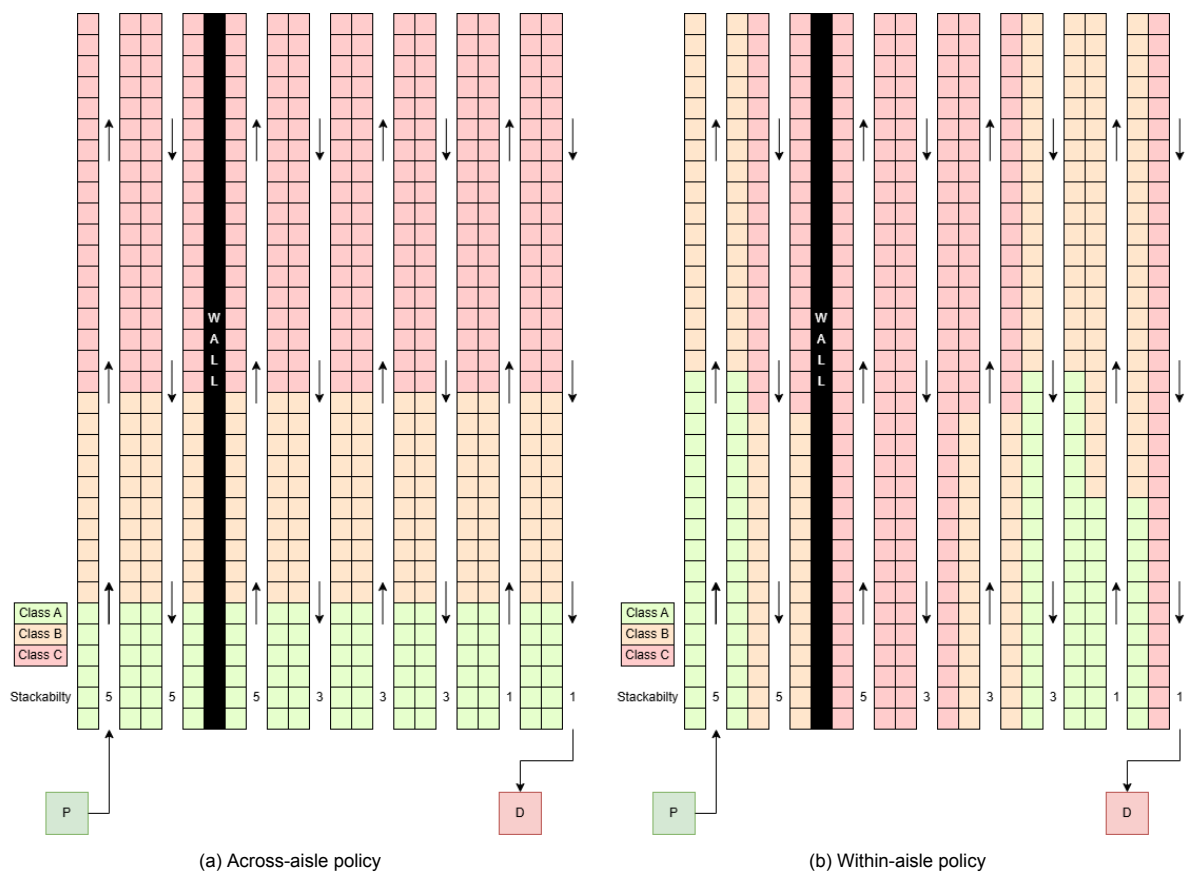 W
A
L
L
Class A
Class B
Class C
Stackabilty 5 5 5 3 3 3 1 1
P
D
(a) Across-aisle policy
W
A
L
L
Class A
Class B
Class C
Stackabilty 5 5 5 3 3 3 1 1
P
D
(b) Within-aisle policy